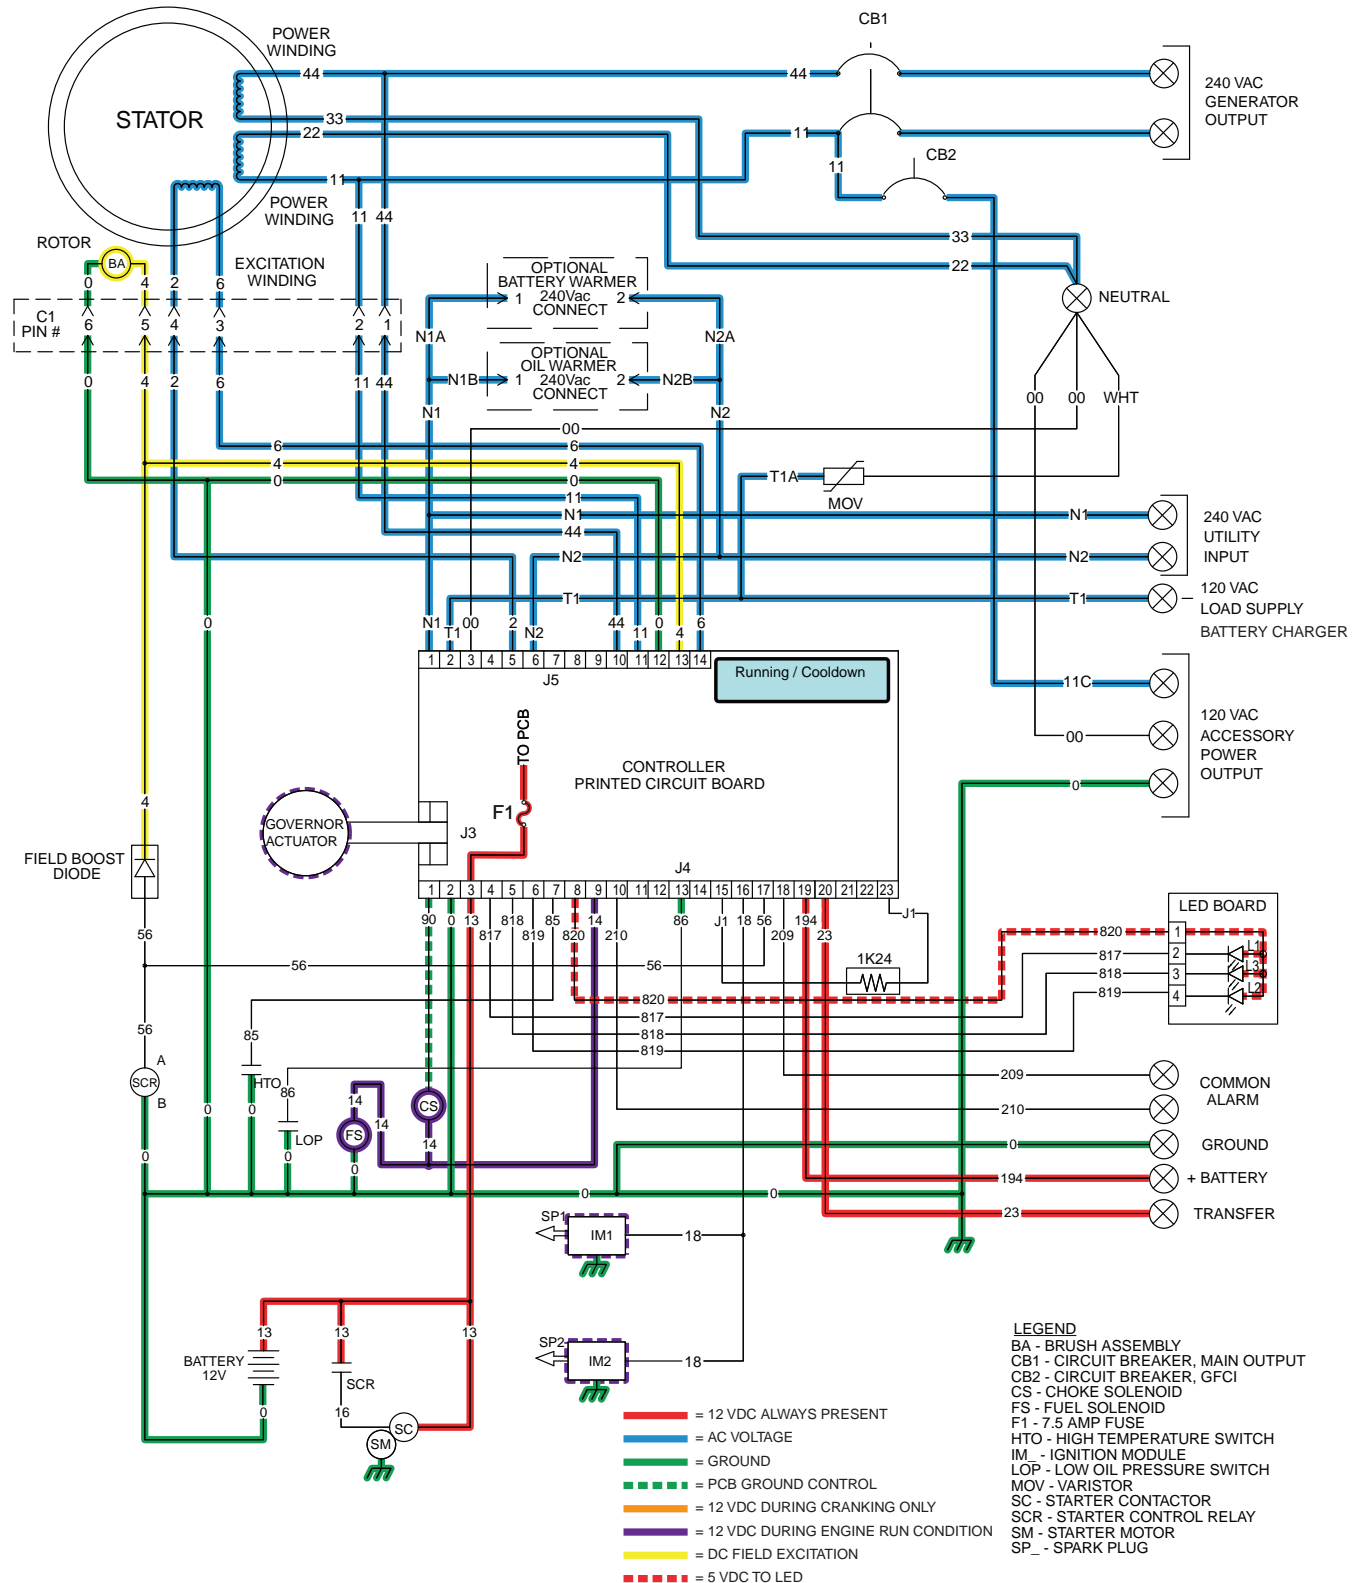 CB1
POWER
WINDING
44
44
240 VAC
GENERATOR
OUTPUT
STATOR
33
22
11
CB2
11
11
POWER
WINDING
11
44
33
22
ROTOR
BA
EXCITATION
WINDING
0
4
2
6
C1
PIN #
6
5
4
3
2
1
OPTIONAL
BATTERY WARMER
1
240Vac
2
CONNECT
NEUTRAL
N1A
N2A
OPTIONAL
OIL WARMER
N1B
1
240Vac
2
N2B
CONNECT
0
4
2
6
11
44
00
00
WHT
N1
N2
00
6
6
4
4
0
0
T1A
MOV
11
N1
N1
44
N2
N2
240 VAC
UTILITY
INPUT
T1
T1
120 VAC
LOAD SUPPLY
BATTERY CHARGER
0
N1
T1
00
2
N2
44
11
0
4
6
1
2
3
4
5
6
7
8
9
10
11
12
13
14
J5
Running / Cooldown
11C
120 VAC
ACCESSORY
POWER
OUTPUT
00
0
TO PCB
CONTROLLER
PRINTED CIRCUIT BOARD
F1
4
GOVERNOR
ACTUATOR
J3
J4
FIELD BOOST
DIODE
1
2
3
4
5
6
7
8
9
10
11
12
13
14
15
16
17
18
19
20
21
22
23
90
0
13
817
818
819
85
820
14
210
86
J1
18
56
209
194
23
J1
LED BOARD
56
56
56
1K24
820
1
817
2
L1
818
3
L3
819
4
L2
820
817
818
819
56
85
A
SCR
B
HTO
86
LOP
14
14
FS
CS
14
0
0
0
0
0
209
COMMON
ALARM
210
0
GROUND
194
+ BATTERY
23
TRANSFER
0
0
SP1
IM1
18
SP2
IM2
18
13
13
13
BATTERY
12V
SCR
0
16
SC
SM
= 12 VDC ALWAYS PRESENT
= AC VOLTAGE
= GROUND
= PCB GROUND CONTROL
= 12 VDC DURING CRANKING ONLY
= 12 VDC DURING ENGINE RUN CONDITION
= DC FIELD EXCITATION
= 5 VDC TO LED
LEGEND
BA - BRUSH ASSEMBLY
CB1 - CIRCUIT BREAKER, MAIN OUTPUT
CB2 - CIRCUIT BREAKER, GFCI
CS - CHOKE SOLENOID
FS - FUEL SOLENOID
F1 - 7.5 AMP FUSE
HTO - HIGH TEMPERATURE SWITCH
IM_ - IGNITION MODULE
LOP - LOW OIL PRESSURE SWITCH
MOV - VARISTOR
SC - STARTER CONTACTOR
SCR - STARTER CONTROL RELAY
SM - STARTER MOTOR
SP_ - SPARK PLUG